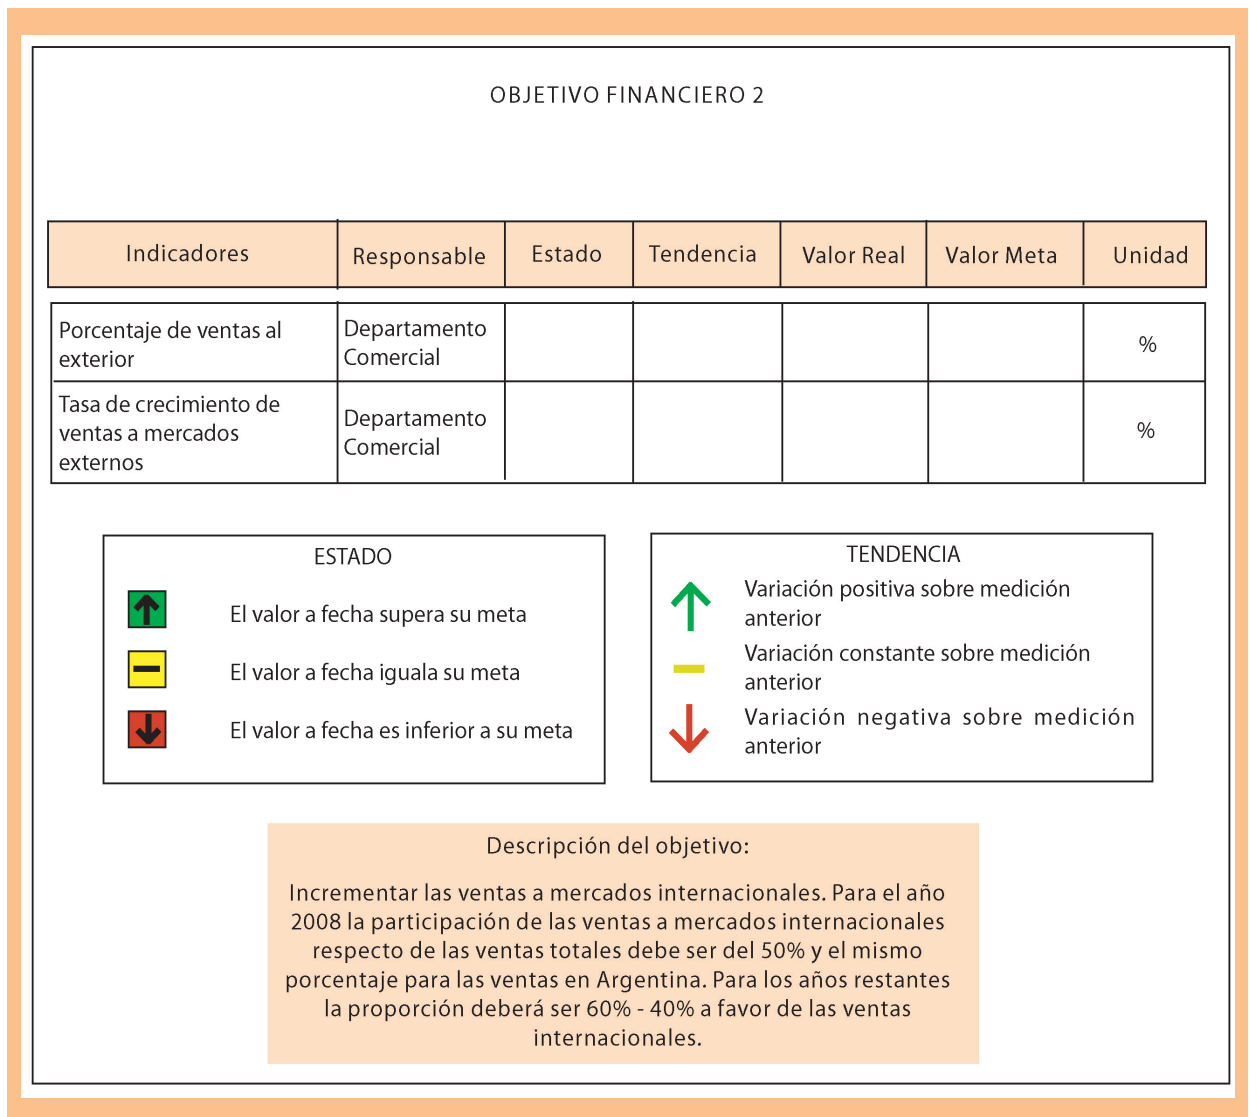 OBJETIVO FINANCIERO 2
Indicadores Responsable Estado Tendencia Valor Real Valor Meta Unidad
Porcentaje de ventas al
exterior
Departamento
Comercial
%
Tasa de crecimiento de
ventas a mercados
externos
Departamento
Comercial
%
ESTADO
El valor a fecha supera su meta
El valor a fecha iguala su meta
El valor a fecha es inferior a su meta
TENDENCIA
Variación positiva sobre medición
anterior
Variación constante sobre medición
anterior
Variación negativa sobre medición
anterior
Descripción del objetivo:
Incrementar las ventas a mercados internacionales. Para el año
2008 la participación de las ventas a mercados internacionales
respecto de las ventas totales debe ser del 50% y el mismo
porcentaje para las ventas en Argentina. Para los años restantes
la proporción deberá ser 60% - 40% a favor de las ventas
internacionales.